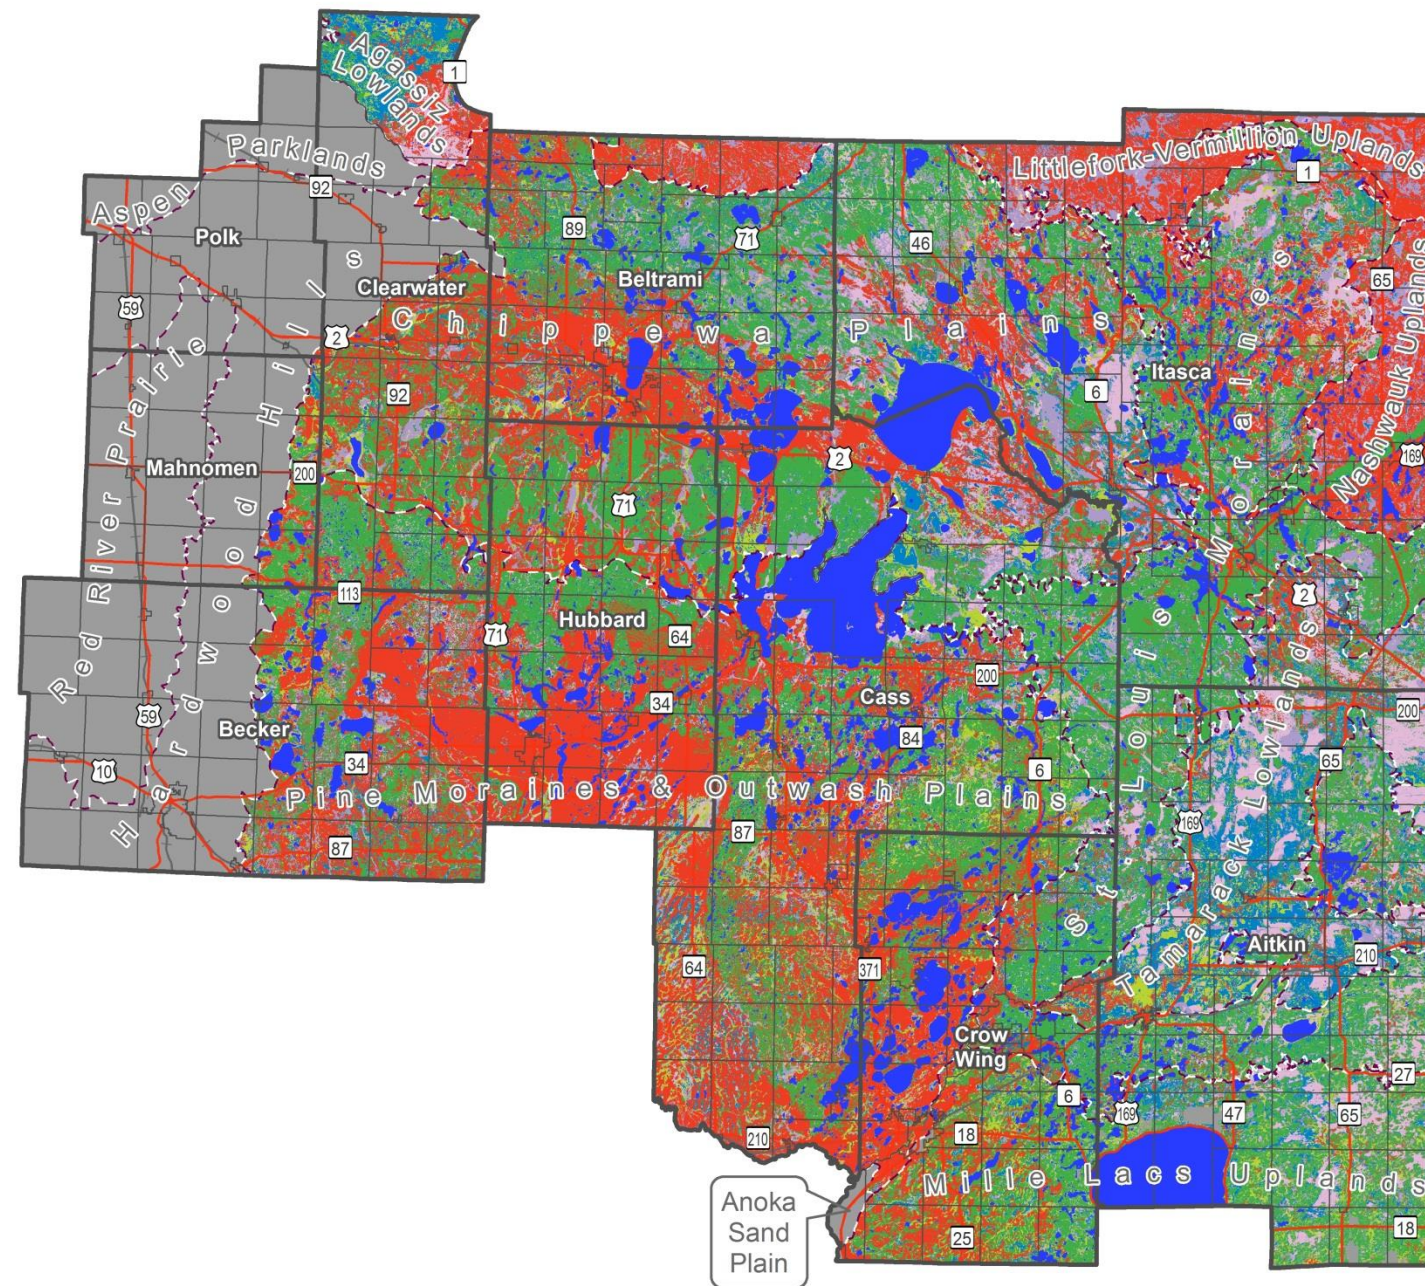 Agassiz
Lowlands
1
Aspen Parklands
92
Littlefork-Vermillion Uplands
1
Polk
89
71
46
Beltrami
65
Clearwater
59
2
Chippewa Plains
Itasca
6
92
Nashwauk Uplands
169
Red River Prairie
Mahnomen
200
2
71
Hardwood Hills
113
Hubbard
71
64
2
St. Louis Moraines
200
Cass
34
200
59
Becker
84
10
34
6
65
Pine Moraines & Outwash Plains
169
87
87
Tamarack Lowlands
Aitkin
210
64
371
Crow
Wing
27
6
169
47
65
210
18
Mille Lacs Uplands
Anoka
Sand
Plain
25
18